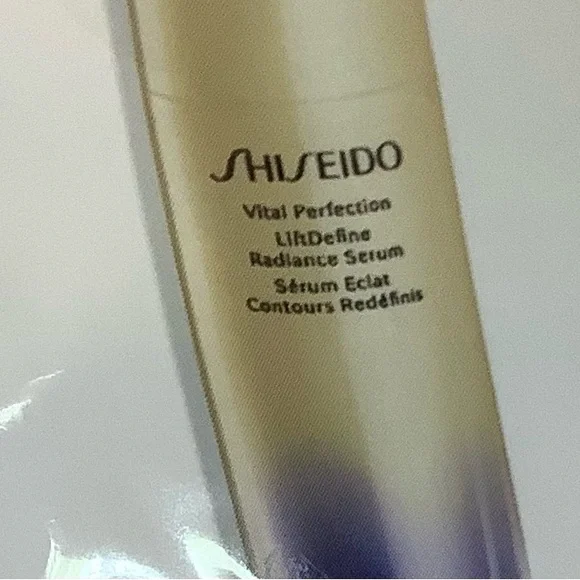 SHISEIDO
Vital Perfection
LiftDefine
Radiance Serum
Sérum Eclat
Contours Redéfinis